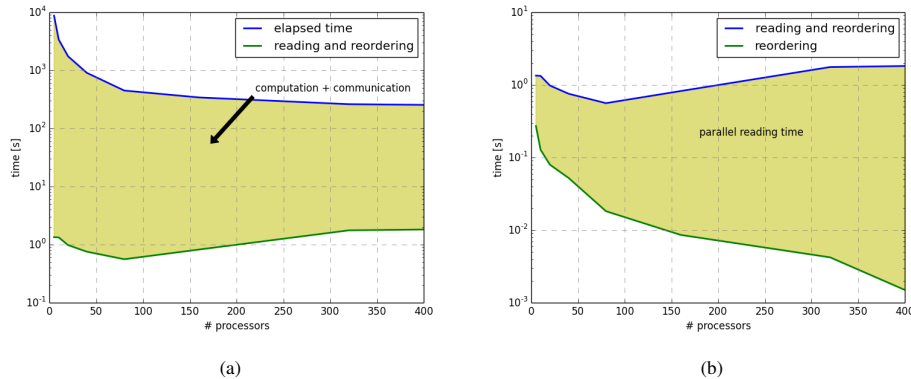 10^4
10^3
10^2
10^1
10^0
10^-1
time [s]
elapsed time
reading and reordering
computation + communication
0 50 100 150 200 250 300 350 400
# processors
(a)
10^1
10^0
10^-1
10^-2
10^-3
time [s]
reading and reordering
reordering
parallel reading time
0 50 100 150 200 250 300 350 400
# processors
(b)